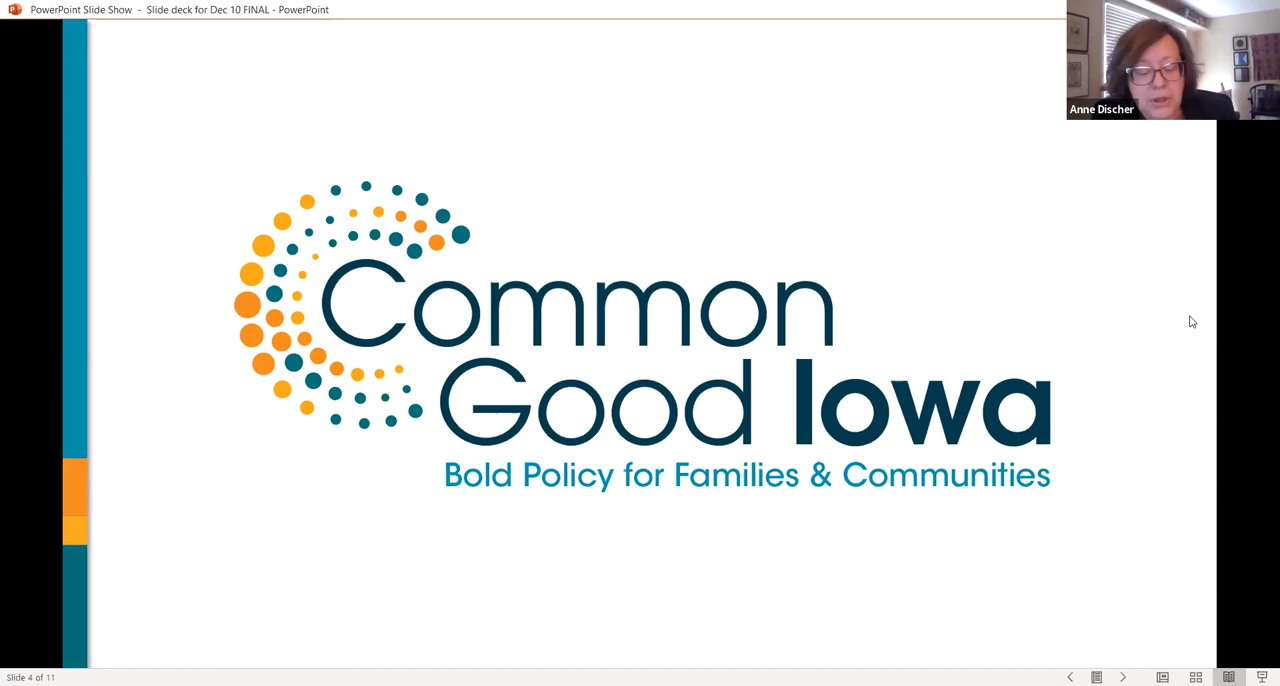 PowerPoint Slide Show - Slide deck for Dec 10 FINAL - PowerPoint
Anne Discher
Common
Good Iowa
Bold Policy for Families & Communities
Slide 4 of 11